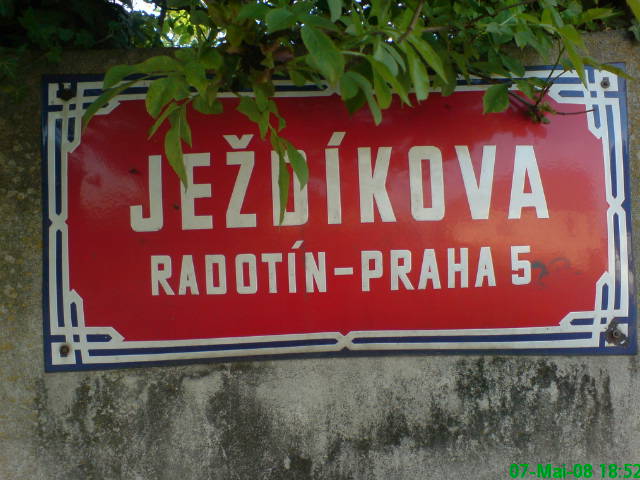 JEŽDÍKOVA
RADOTÍN-PRAHA 5
07-Mai-08 18:52